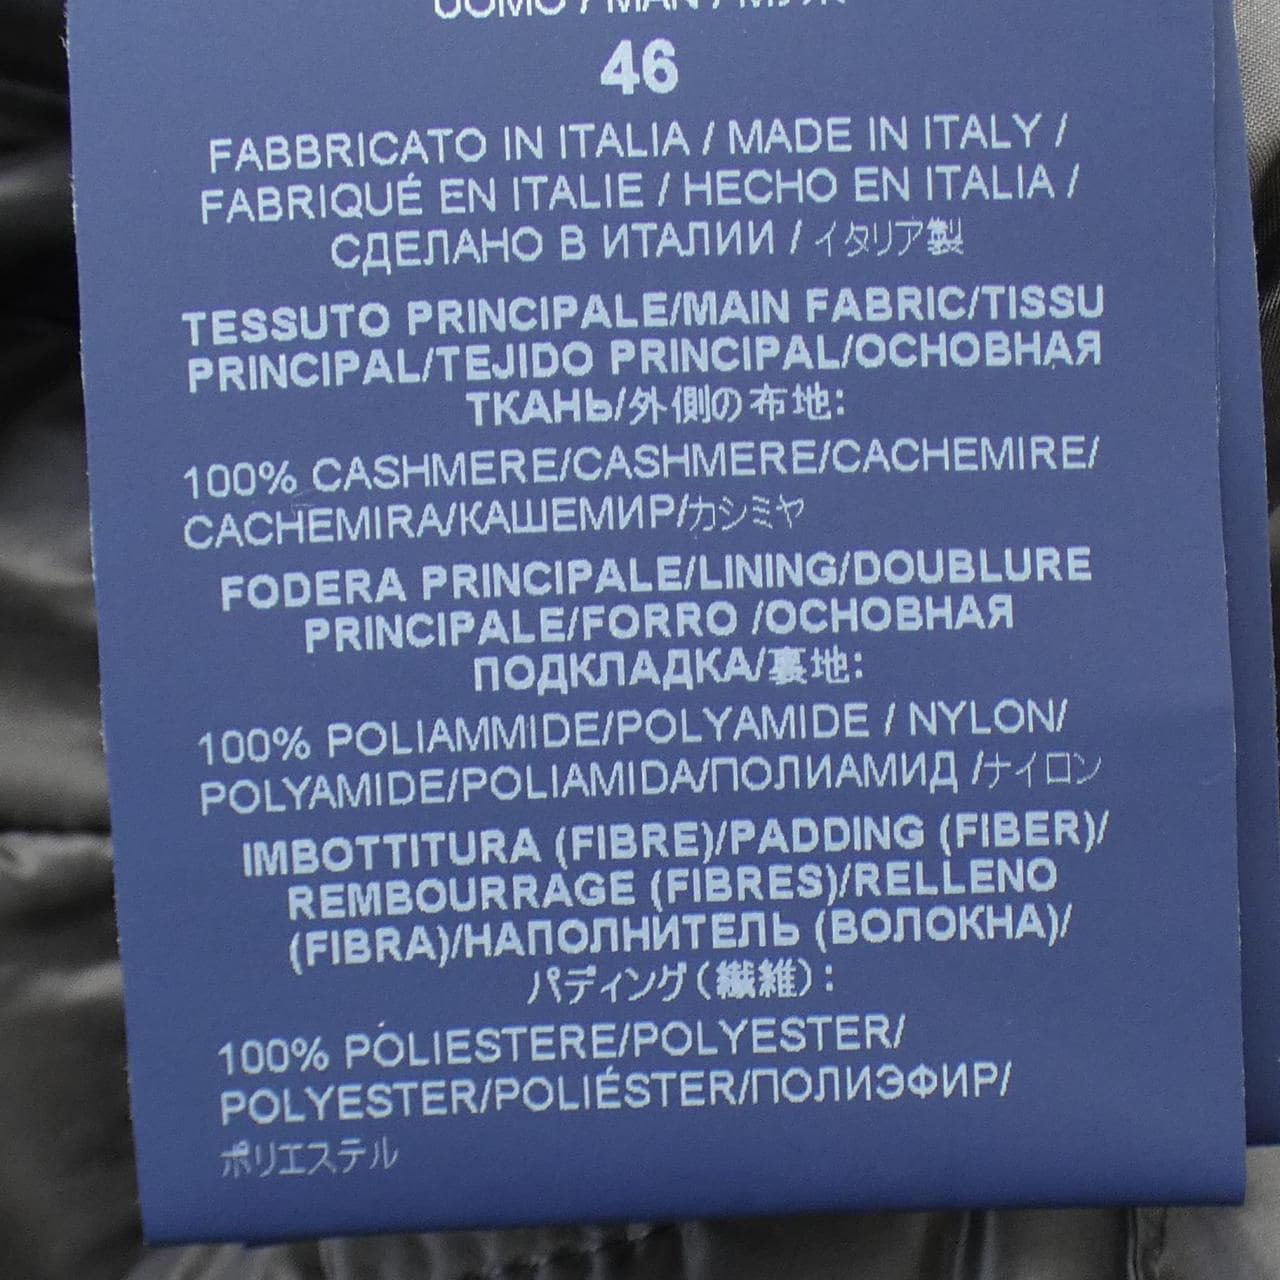 UOMO / MAN / МУЖ
46
FABBRICATO IN ITALIA / MADE IN ITALY /
FABRIQUÉ EN ITALIE / HECHO EN ITALIA /
СДЕЛАНО В ИТАЛИИ / イタリア製
TESSUTO PRINCIPALE/MAIN FABRIC/TISSU
PRINCIPAL/TEJIDO PRINCIPAL/ОСНОВНАЯ
ТКАНЬ/外側の布地:
100% CASHMERE/CASHMERE/CACHEMIRE/
CACHEMIRA/КАШЕМИР/カシミヤ
FODERA PRINCIPALE/LINING/DOUBLURE
PRINCIPALE/FORRO /ОСНОВНАЯ
ПОДКЛАДКА/裏地:
100% POLIAMMIDE/POLYAMIDE / NYLON/
POLYAMIDE/POLIAMIDA/ПОЛИАМИД /ナイロン
IMBOTTITURA (FIBRE)/PADDING (FIBER)/
REMBOURRAGE (FIBRES)/RELLENO
(FIBRA)/НАПОЛНИТЕЛЬ (ВОЛОКНА)/
パディング(繊維):
100% POLIESTERE/POLYESTER/
POLYESTER/POLIÉSTER/ПОЛИЭФИР/
ポリエステル